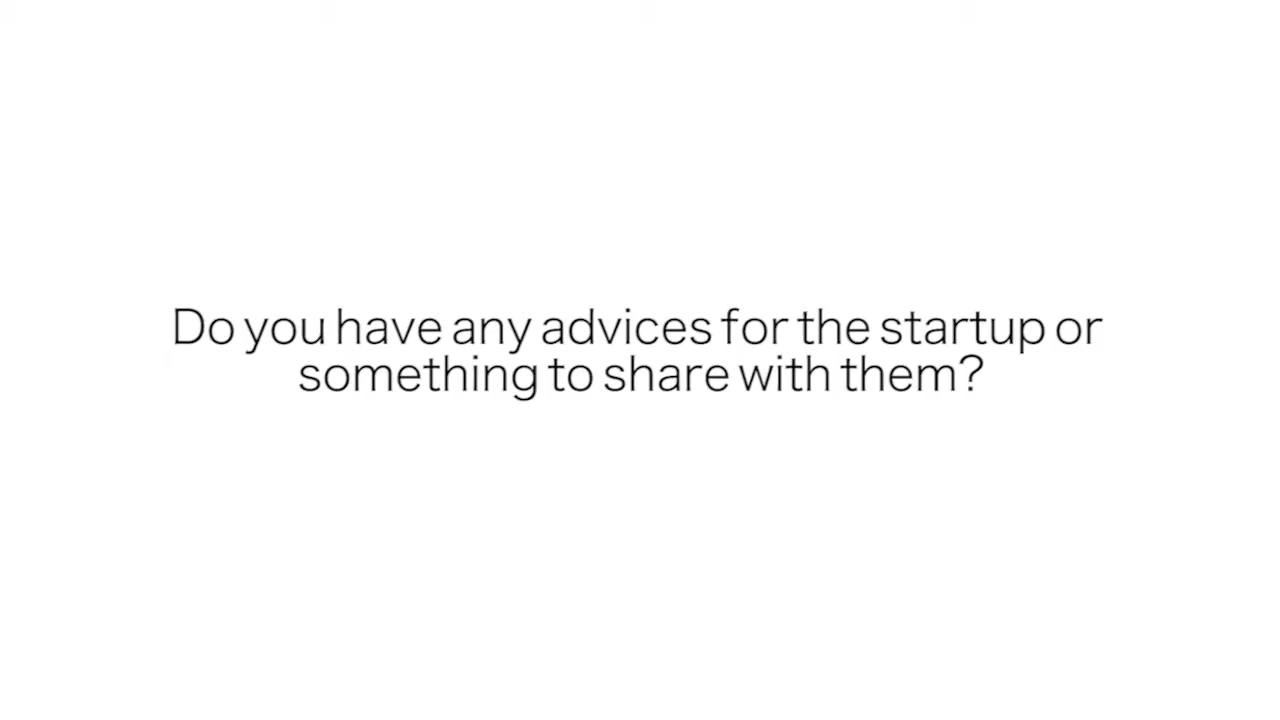 Do you have any advices for the startup or
something to share with them?